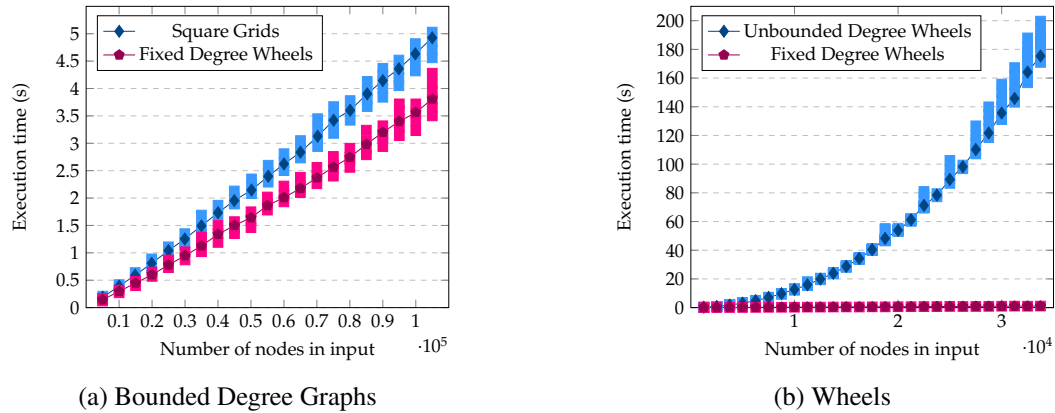 Square Grids
Fixed Degree Wheels
5
4.5
4
3.5
3
2.5
2
1.5
1
0.5
0
Execution time (s)
0.1 0.2 0.3 0.4 0.5 0.6 0.7 0.8 0.9 1
Number of nodes in input ·10⁵
(a) Bounded Degree Graphs
Unbounded Degree Wheels
Fixed Degree Wheels
200
180
160
140
120
100
80
60
40
20
0
Execution time (s)
1 2 3
Number of nodes in input ·10⁴
(b) Wheels